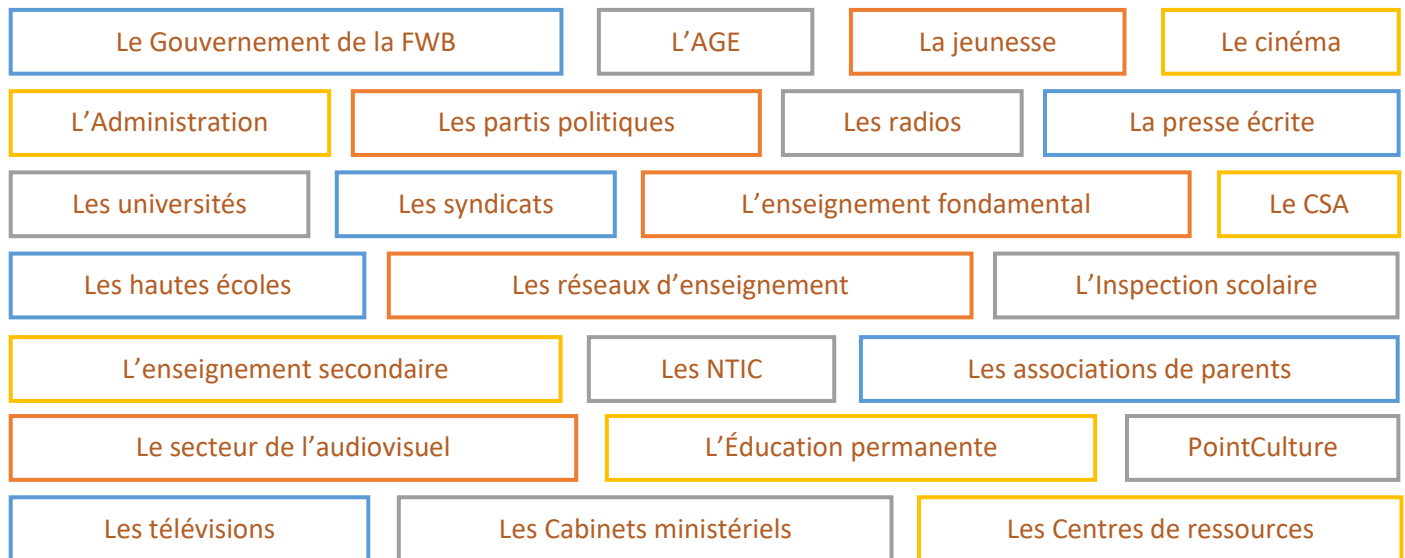 Le Gouvernement de la FWB L’AGE La jeunesse Le cinéma
L’Administration Les partis politiques Les radios La presse écrite
Les universités Les syndicats L’enseignement fondamental Le CSA
Les hautes écoles Les réseaux d’enseignement L’Inspection scolaire
L’enseignement secondaire Les NTIC Les associations de parents
Le secteur de l’audiovisuel L’Éducation permanente PointCulture
Les télévisions Les Cabinets ministériels Les Centres de ressources